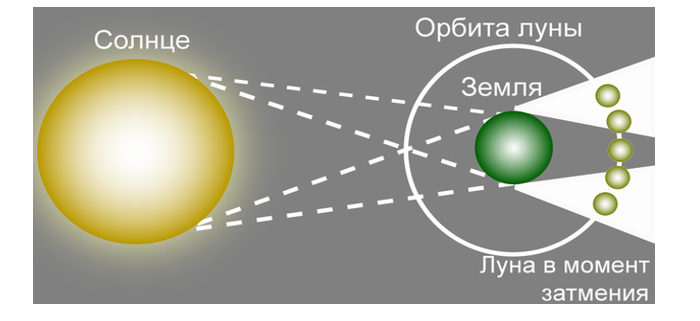 Солнце
Орбита луны
Земля
Луна в момент
затмения